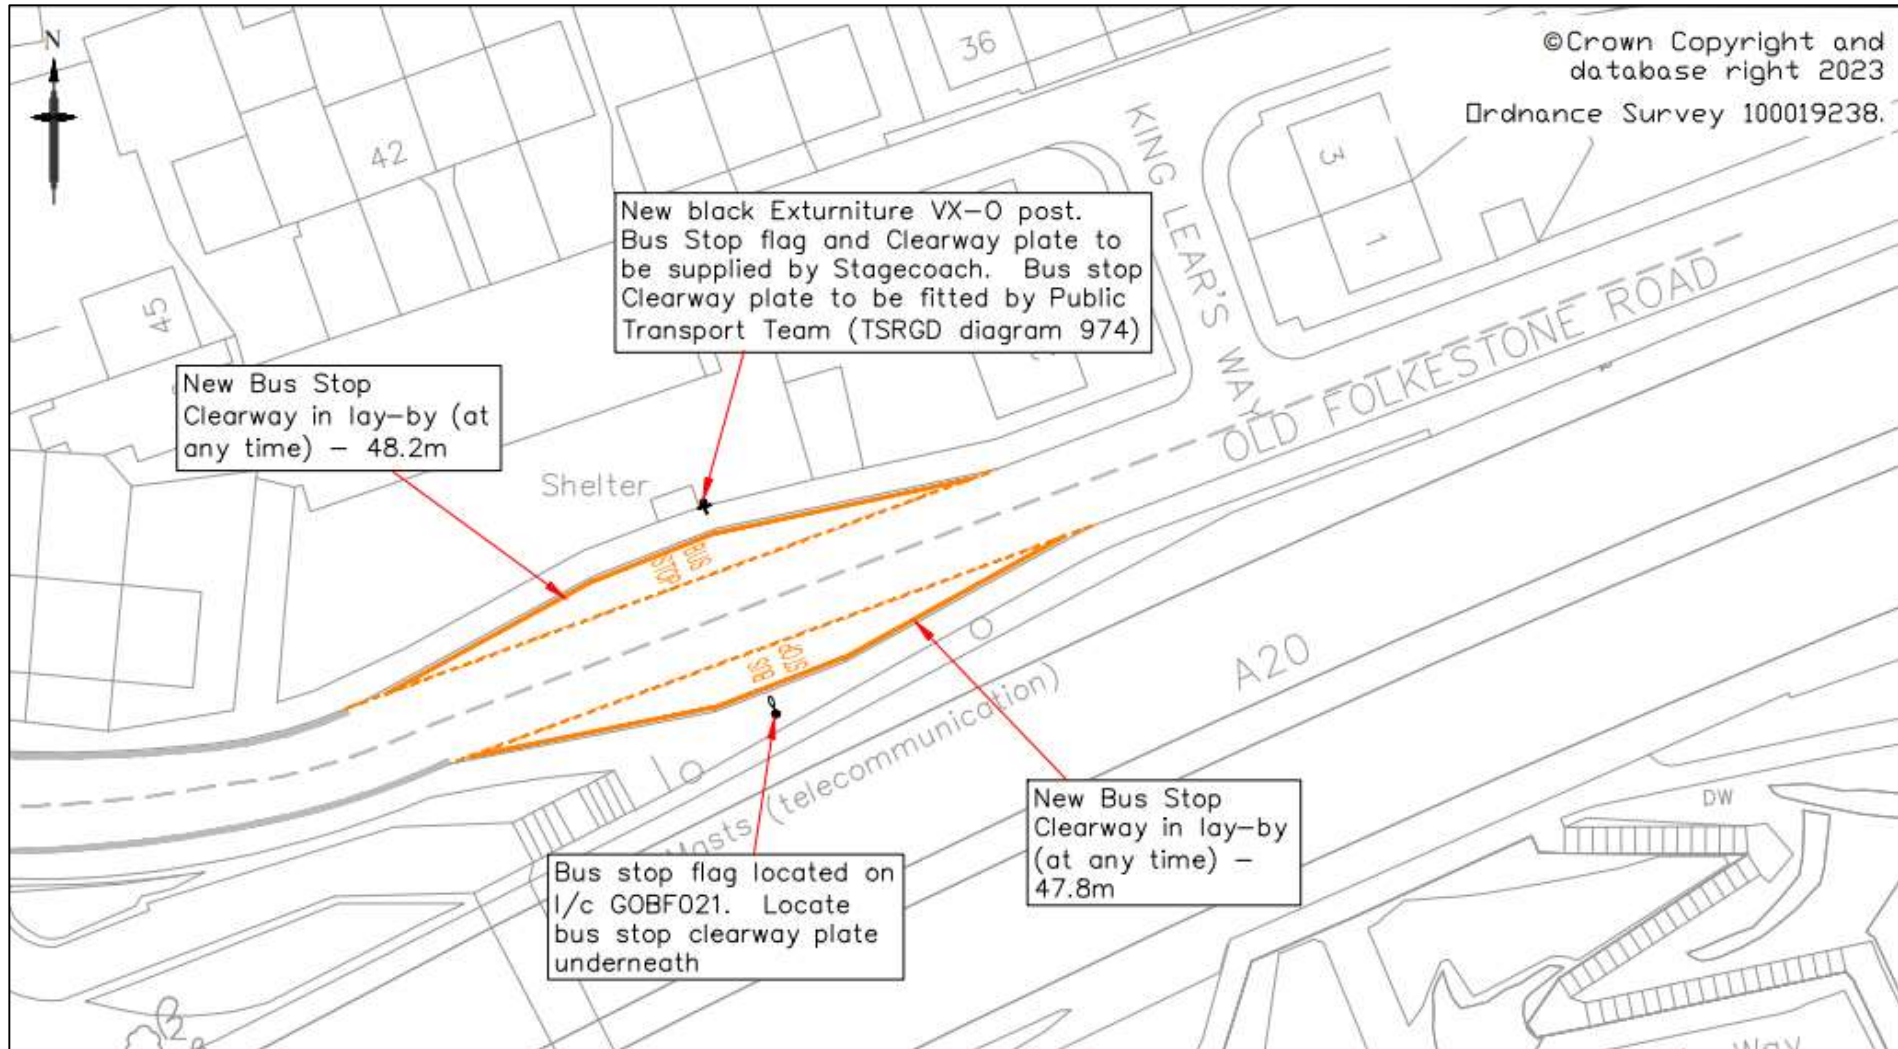 N
©Crown Copyright and
database right 2023
Ordnance Survey 100019238.
36
42
45
3
1
KING LEAR'S WAY
New black Exturniture VX-O post.
Bus Stop flag and Clearway plate to
be supplied by Stagecoach. Bus stop
Clearway plate to be fitted by Public
Transport Team (TSRGD diagram 974)
OLD FOLKESTONE ROAD
New Bus Stop
Clearway in lay-by (at
any time) - 48.2m
Shelter
BUS
STOP
STOP
BUS
A20
Masts (telecommunication)
New Bus Stop
Clearway in lay-by
(at any time) -
47.8m
DW
Bus stop flag located on
l/c GOBF021. Locate
bus stop clearway plate
underneath
Way